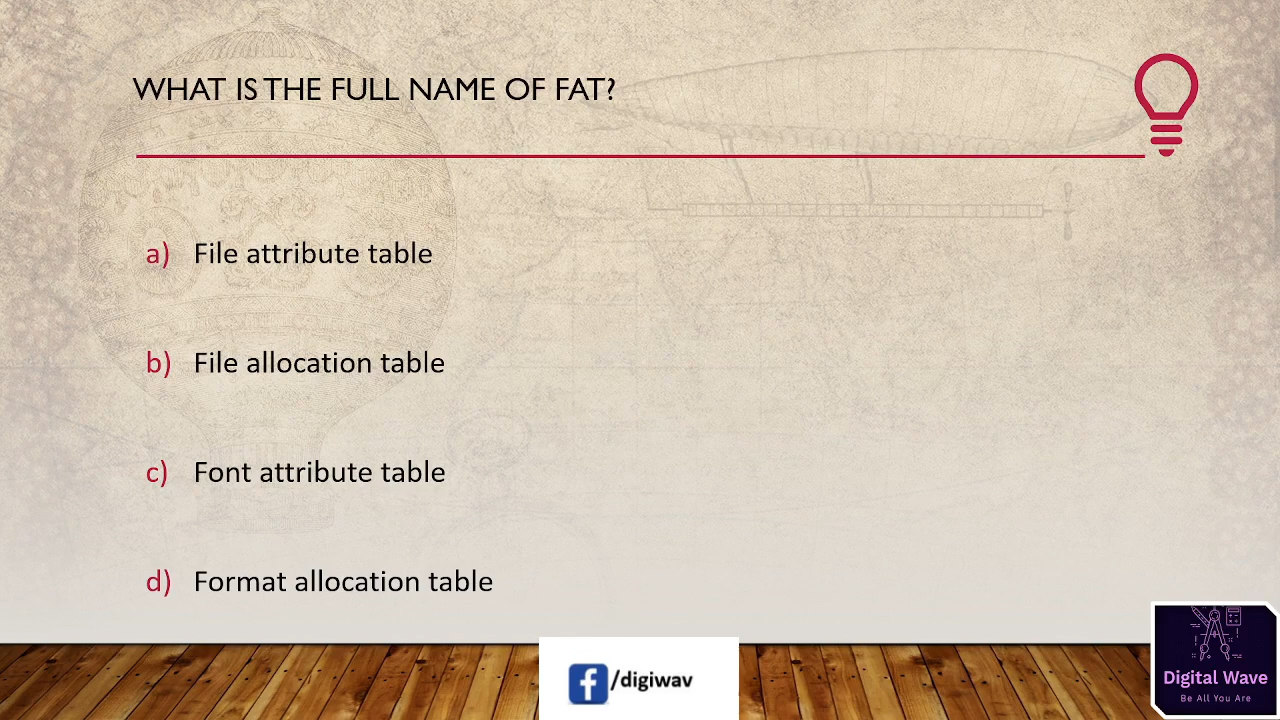 WHAT IS THE FULL NAME OF FAT?
a) File attribute table
b) File allocation table
c) Font attribute table
d) Format allocation table
f/digiwav
Digital Wave
Be All You Are